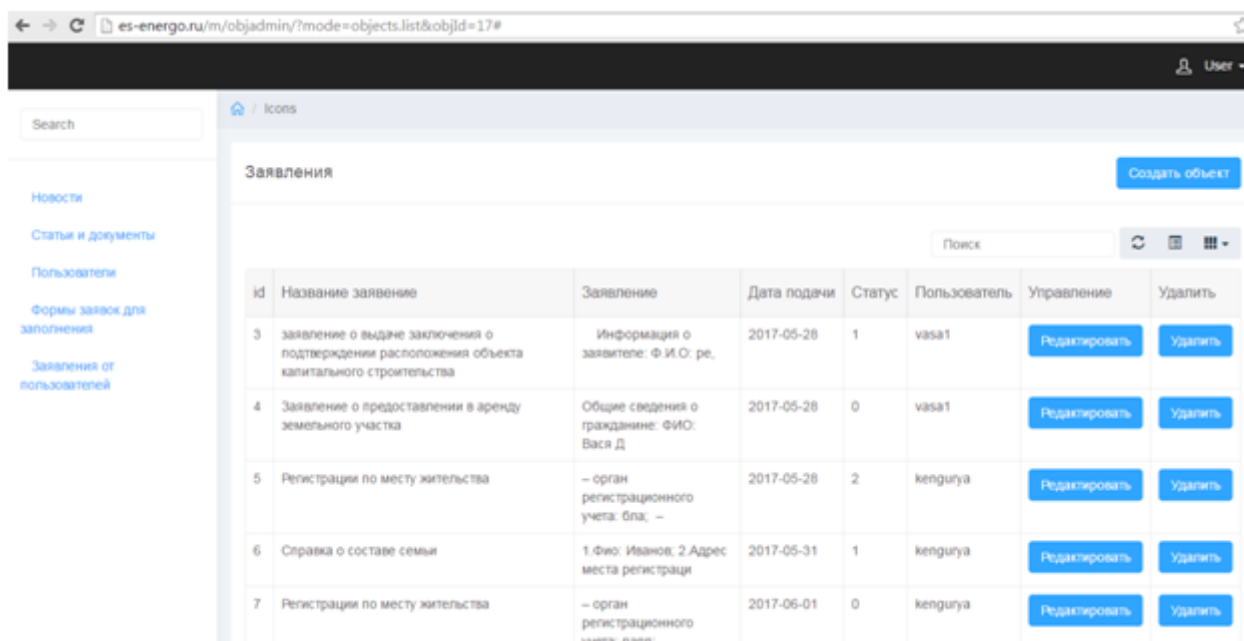 es-energo.ru/m/objadmin/?mode=objects.list&objId=17#
User
Search
/ Icons
Заявления
Создать объект
Новости
Статьи и документы
Пользователи
Формы заявок для
заполнения
Заявления от
пользователей
Поиск
id Название заявение Заявление Дата подачи Статус Пользователь Управление Удалить
3 заявление о выдаче заключения о Информация о 2017-05-28 1 vasa1 Редактировать Удалить
подтверждении расположения объекта заявителе: Ф.И.О: ре,
капитального строительства
4 Заявление о предоставлении в аренду Общие сведения о 2017-05-28 0 vasa1 Редактировать Удалить
земельного участка гражданине: ФИО:
Вася Д
5 Регистрации по месту жительства – орган 2017-05-28 2 kengurya Редактировать Удалить
регистрационного
учета: бла; –
6 Справка о составе семьи 1.Фио: Иванов; 2.Адрес 2017-05-31 1 kengurya Редактировать Удалить
места регистраци
7 Регистрации по месту жительства – орган 2017-06-01 0 kengurya Редактировать Удалить
регистрационного